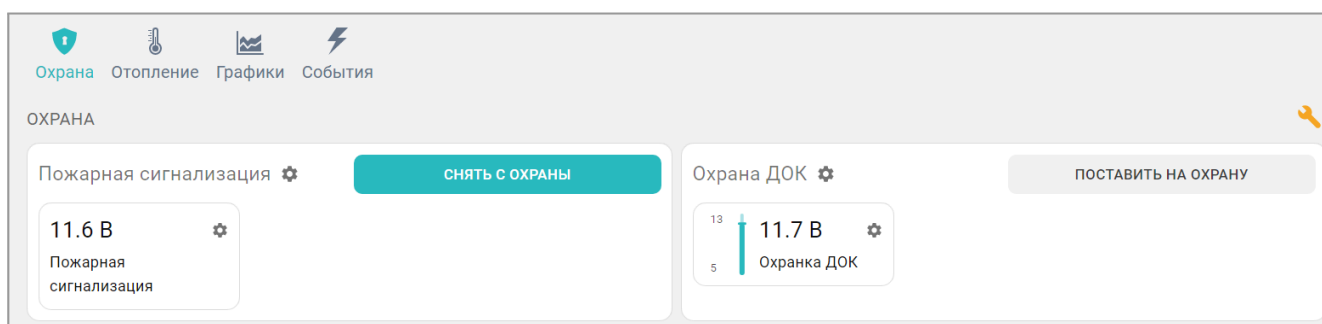 Охрана Отопление Графики События
ОХРАНА
Пожарная сигнализация СНЯТЬ С ОХРАНЫ
11.6 В
Пожарная
сигнализация
Охрана ДОК ПОСТАВИТЬ НА ОХРАНУ
13
11.7 В
5
Охранка ДОК